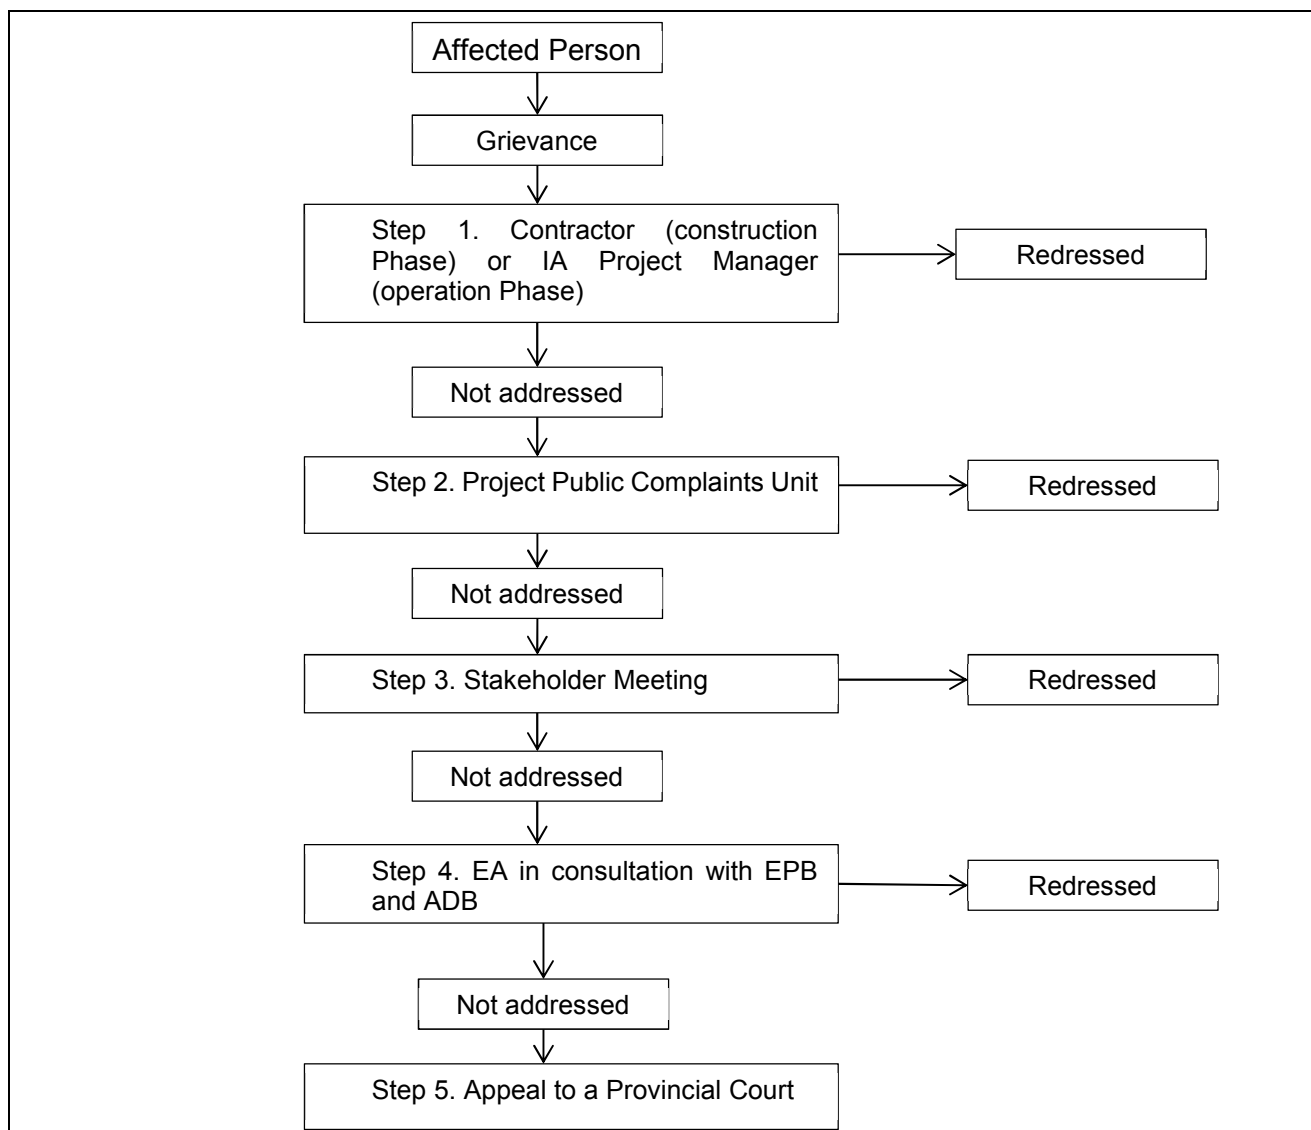 Affected Person
Grievance
Step 1. Contractor (construction
Phase) or IA Project Manager
(operation Phase)
Redressed
Not addressed
Step 2. Project Public Complaints Unit
Redressed
Not addressed
Step 3. Stakeholder Meeting
Redressed
Not addressed
Step 4. EA in consultation with EPB
and ADB
Redressed
Not addressed
Step 5. Appeal to a Provincial Court